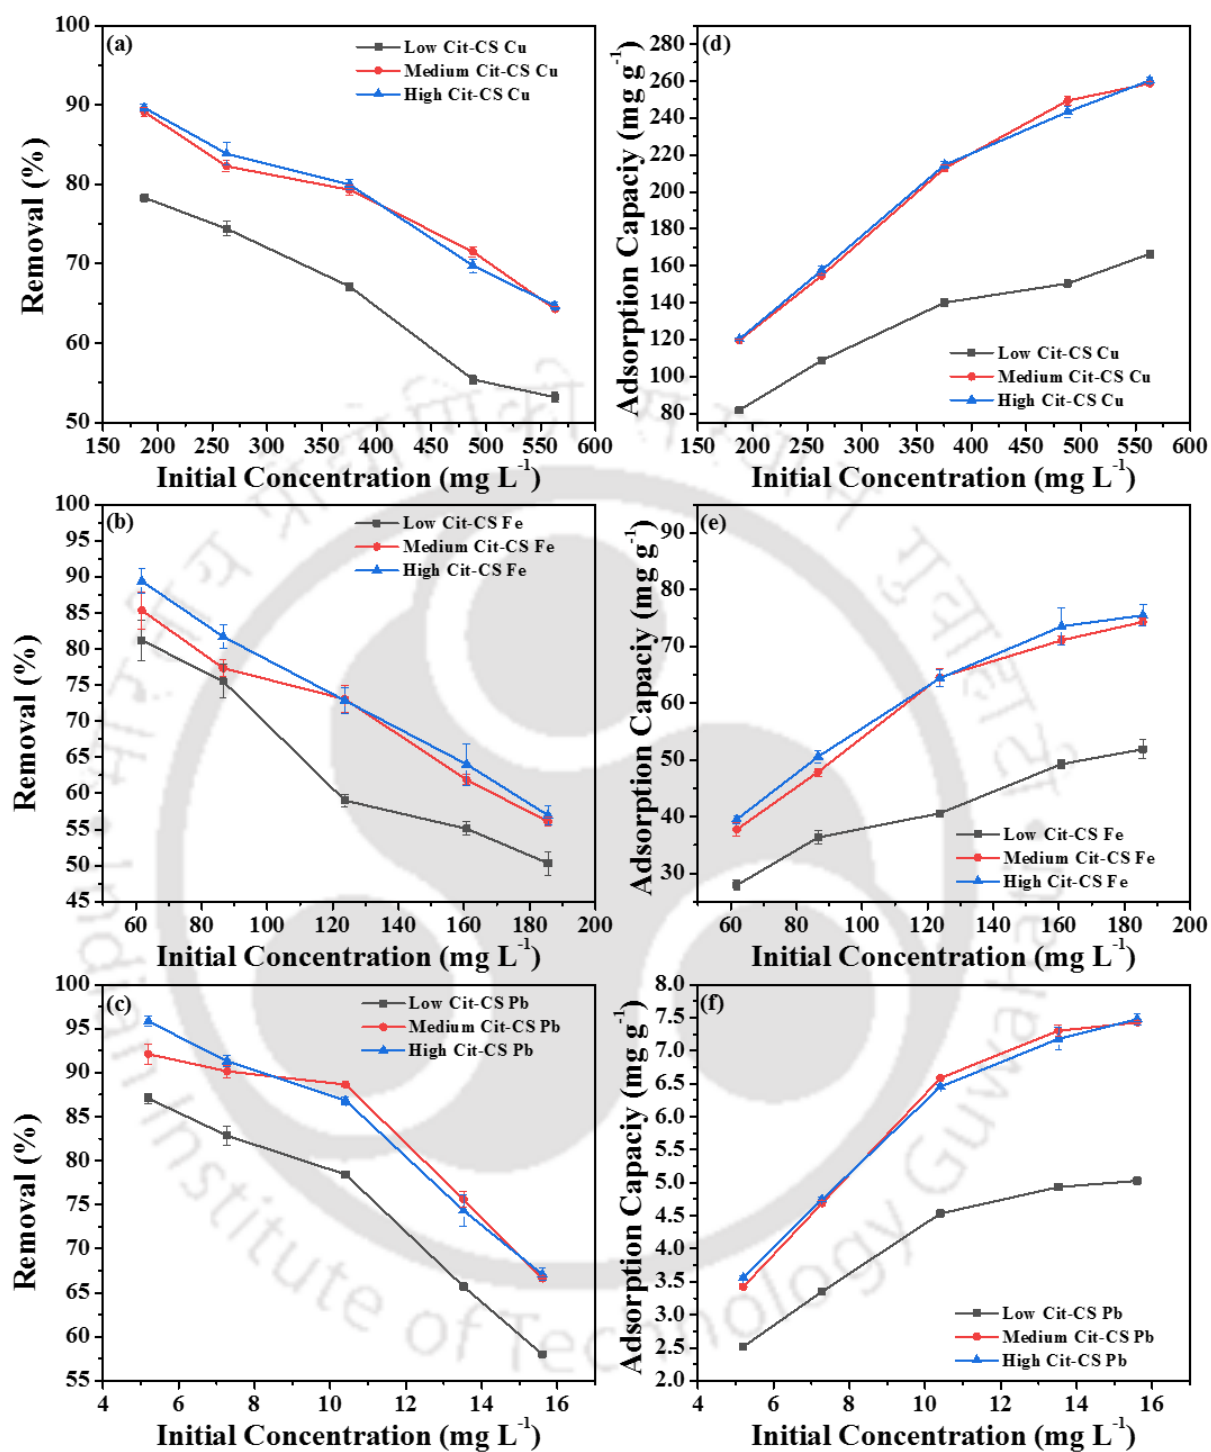 (a)
Low Cit-CS Cu
Medium Cit-CS Cu
High Cit-CS Cu
Removal (%)
100
90
80
70
60
50
150 200 250 300 350 400 450 500 550 600
Initial Concentration (mg L-1)
(d)
Low Cit-CS Cu
Medium Cit-CS Cu
High Cit-CS Cu
Adsorption Capaciy (mg g-1)
280
260
240
220
200
180
160
140
120
100
80
150 200 250 300 350 400 450 500 550 600
Initial Concentration (mg L-1)
(b)
Low Cit-CS Fe
Medium Cit-CS Fe
High Cit-CS Fe
Removal (%)
100
95
90
85
80
75
70
65
60
55
50
45
60 80 100 120 140 160 180 200
Initial Concentration (mg L-1)
(e)
Low Cit-CS Fe
Medium Cit-CS Fe
High Cit-CS Fe
Adsorption Capaciy (mg g-1)
90
80
70
60
50
40
30
60 80 100 120 140 160 180 200
Initial Concentration (mg L-1)
(c)
Low Cit-CS Pb
Medium Cit-CS Pb
High Cit-CS Pb
Removal (%)
100
95
90
85
80
75
70
65
60
55
4 6 8 10 12 14 16
Initial Concentration (mg L-1)
(f)
Low Cit-CS Pb
Medium Cit-CS Pb
High Cit-CS Pb
Adsorption Capaciy (mg g-1)
8.0
7.5
7.0
6.5
6.0
5.5
5.0
4.5
4.0
3.5
3.0
2.5
2.0
4 6 8 10 12 14 16
Initial Concentration (mg L-1)
Indian Institute of Technology Guwahati